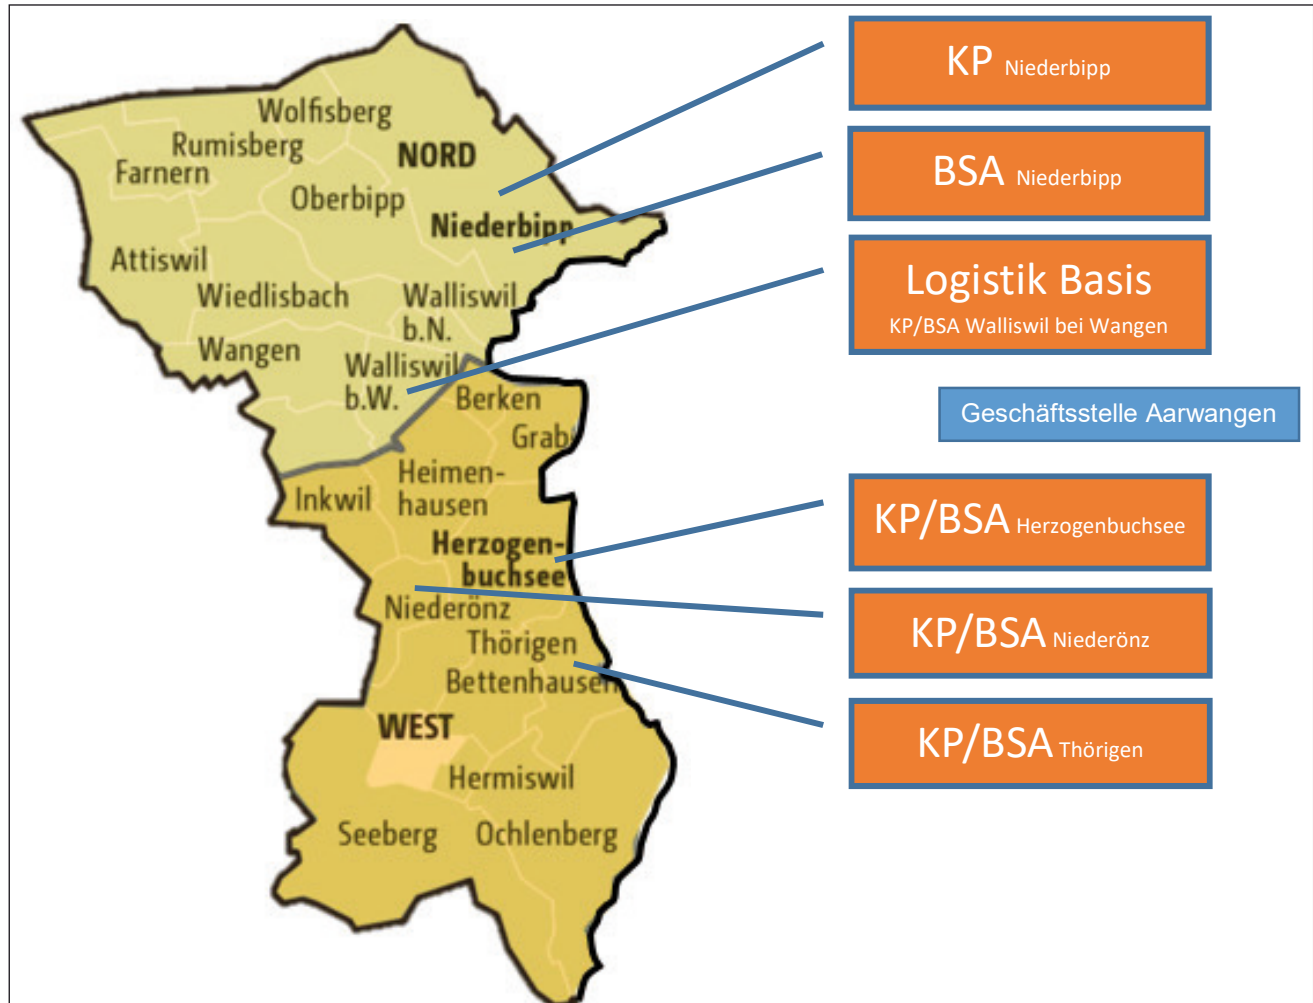 Wolfisberg
Rumisberg
Farnern
NORD
Oberbipp
Niederbipp
Attiswil
Wiedlisbach
Walliswil
b.N.
Wangen
Walliswil
b.W.
Berken
Grab
Heimen-
hausen
Inkwil
Herzogen-
buchsee
Niederönz
Thörigen
Bettenhausen
WEST
Hermiswil
Seeberg
Ochlenberg
KP Niederbipp
BSA Niederbipp
Logistik Basis
KP/BSA Walliswil bei Wangen
Geschäftsstelle Aarwangen
KP/BSA Herzogenbuchsee
KP/BSA Niederönz
KP/BSA Thörigen